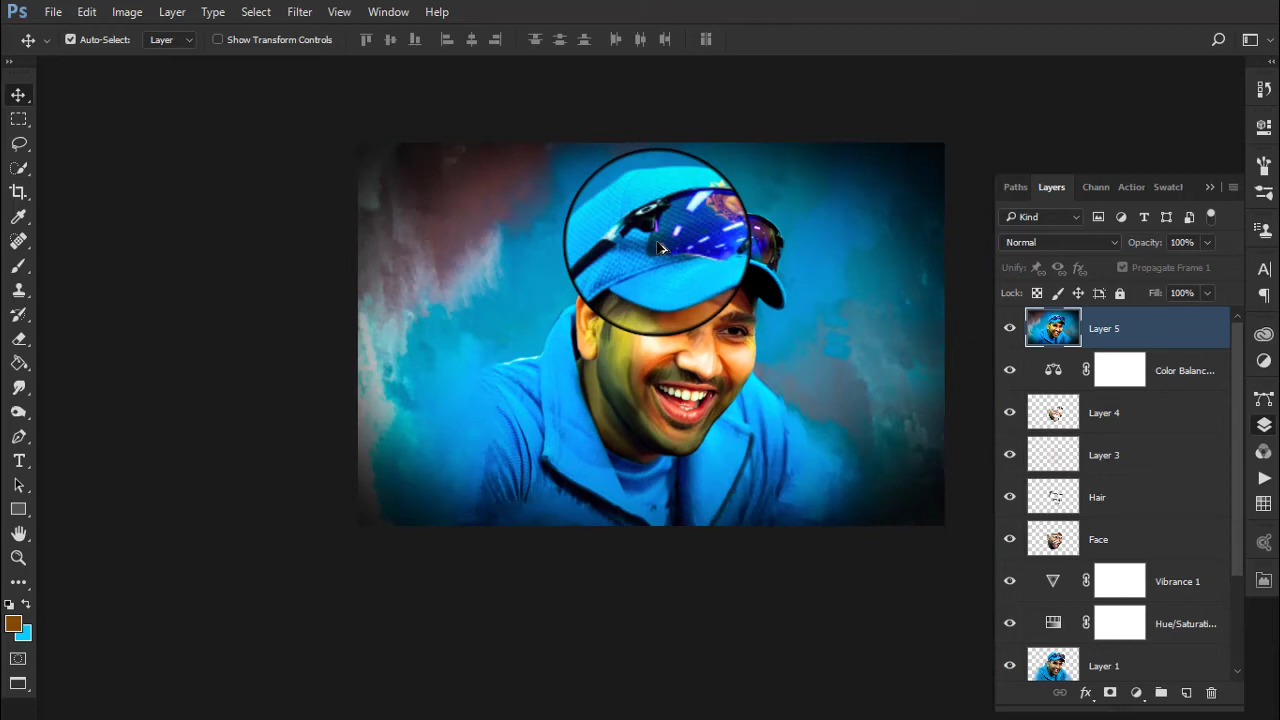 Ps File Edit Image Layer Type Select Filter View Window Help
Auto-Select: Layer Show Transform Controls
Paths Layers Chann Actior Swatcl
Kind
Normal Opacity: 100%
Unify: Propagate Frame 1
Lock: Fill: 100%
Layer 5
Color Balanc...
Layer 4
Layer 3
Hair
Face
Vibrance 1
Hue/Saturati...
Layer 1